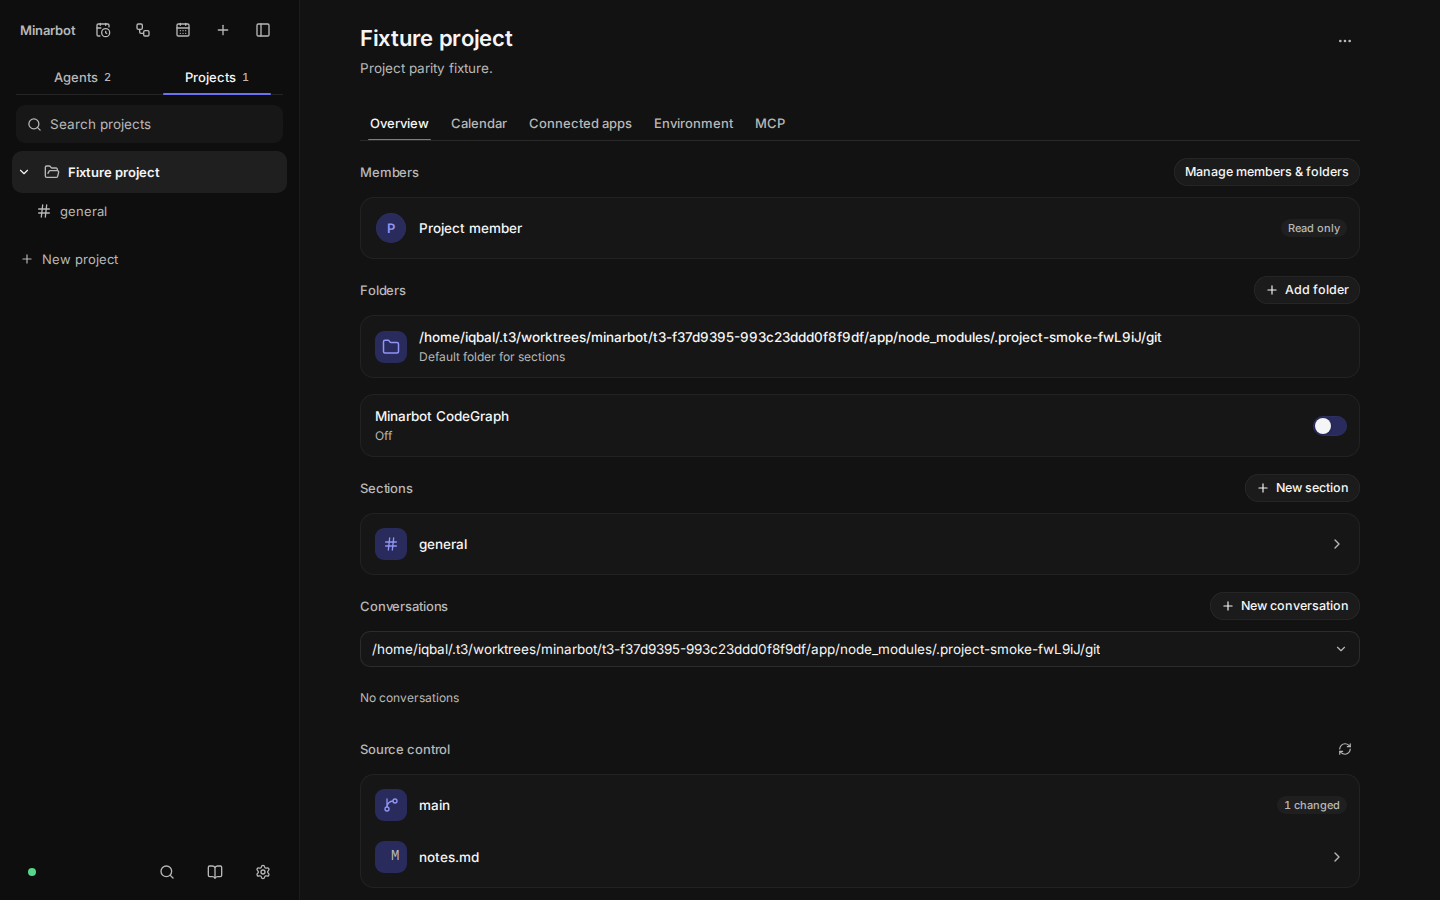 Minarbot
Agents 2
Projects 1
Search projects
Fixture project
general
New project
Fixture project
Project parity fixture.
Overview
Calendar
Connected apps
Environment
MCP
Members
Manage members & folders
P
Project member
Read only
Folders
Add folder
/home/iqbal/.t3/worktrees/minarbot/t3-f37d9395-993c23ddd0f8f9df/app/node_modules/.project-smoke-fwL9iJ/git
Default folder for sections
Minarbot CodeGraph
Off
Sections
New section
general
Conversations
New conversation
/home/iqbal/.t3/worktrees/minarbot/t3-f37d9395-993c23ddd0f8f9df/app/node_modules/.project-smoke-fwL9iJ/git
No conversations
Source control
main
1 changed
M
notes.md